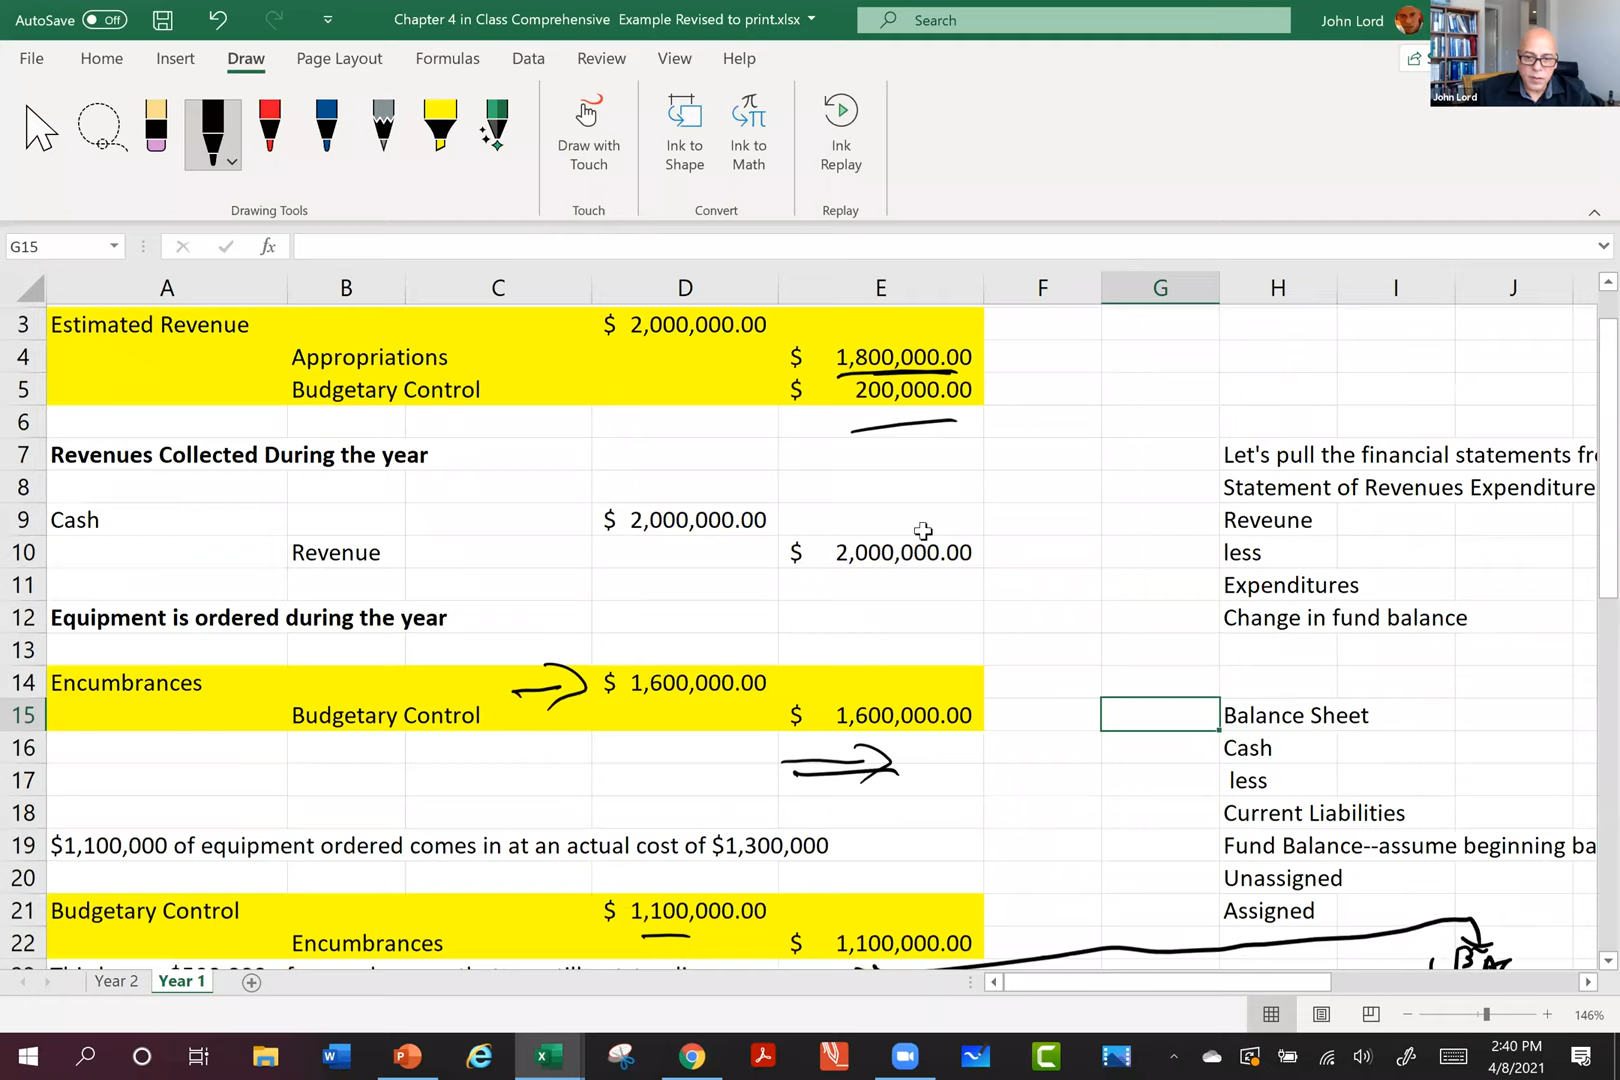 AutoSave Off Chapter 4 in Class Comprehensive Example Revised to print.xlsx Search John Lord
File Home Insert Draw Page Layout Formulas Data Review View Help
John Lord
Draw with Touch Ink to Shape Ink to Math Ink Replay
Drawing Tools Touch Convert Replay
G15 fx
A B C D E F G H I J
3 Estimated Revenue $ 2,000,000.00
4 Appropriations $ 1,800,000.00
5 Budgetary Control $ 200,000.00
6
7 Revenues Collected During the year Let's pull the financial statements
8 Statement of Revenues Expenditure
9 Cash $ 2,000,000.00 Reveune
10 Revenue $ 2,000,000.00 less
11 Expenditures
12 Equipment is ordered during the year Change in fund balance
13
14 Encumbrances $ 1,600,000.00
15 Budgetary Control $ 1,600,000.00 Balance Sheet
16 Cash
17 less
18 Current Liabilities
19 $1,100,000 of equipment ordered comes in at an actual cost of $1,300,000 Fund Balance--assume beginning
20 Unassigned
21 Budgetary Control $ 1,100,000.00 Assigned
22 Encumbrances $ 1,100,000.00
Year 2 Year 1
146%
2:40 PM
4/8/2021